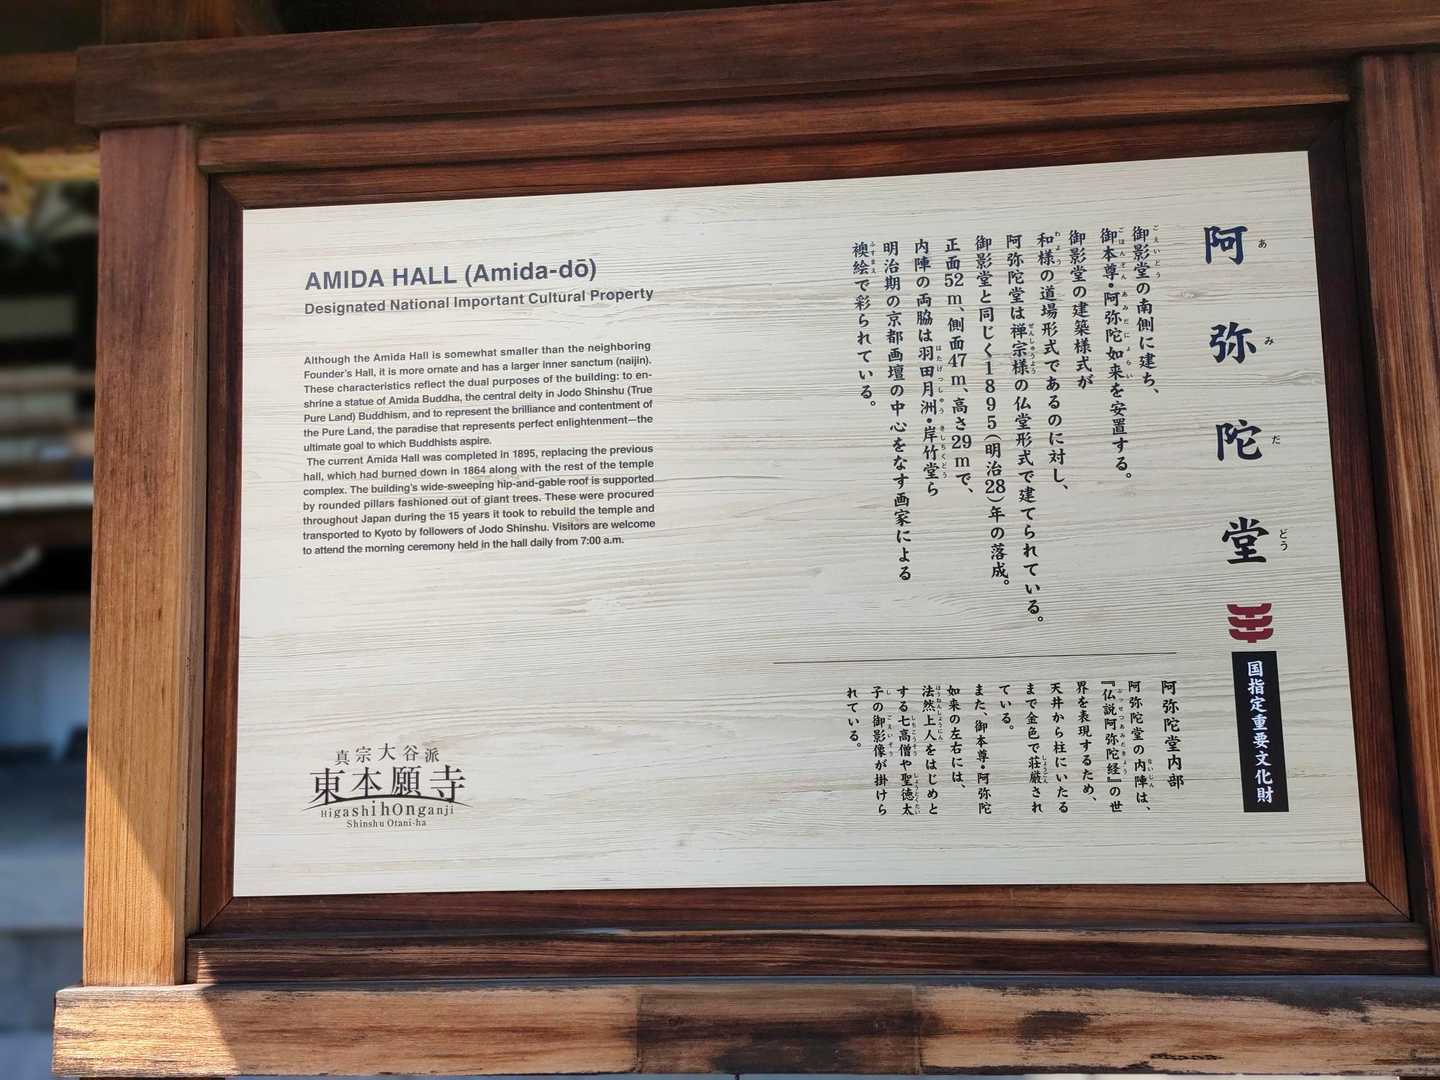 阿弥陀堂
国指定重要文化財
御影堂の南側に建ち、
御本尊・阿弥陀如来を安置する。
御影堂の建築様式が
和様の道場形式であるのに対し、
阿弥陀堂は禅宗様の仏堂形式で建てられている。
御影堂と同じく1895(明治28)年の落成。
正面52m、側面47m、高さ29mで、
内陣の両脇は羽田月洲・岸竹堂ら
明治期の京都画壇の中心をなす画家による
襖絵で彩られている。
阿弥陀堂内部
阿弥陀堂の内陣は、
『仏説阿弥陀経』の世
界を表現するため、
天井から柱にいたる
まで金色で荘厳され
ている。
また、御本尊・阿弥陀
如来の左右には、
法然上人をはじめと
する七高僧や聖徳太
子の御影像が掛けら
れている。
AMIDA HALL (Amida-dō)
Designated National Important Cultural Property
Although the Amida Hall is somewhat smaller than the neighboring
Founder's Hall, it is more ornate and has a larger inner sanctum (naijin).
These characteristics reflect the dual purposes of the building: to en-
shrine a statue of Amida Buddha, the central deity in Jodo Shinshu (True
Pure Land) Buddhism, and to represent the brilliance and contentment of
the Pure Land, the paradise that represents perfect enlightenment—the
ultimate goal to which Buddhists aspire.
The current Amida Hall was completed in 1895, replacing the previous
hall, which had burned down in 1864 along with the rest of the temple
complex. The building's wide-sweeping hip-and-gable roof is supported
by rounded pillars fashioned out of giant trees. These were procured
throughout Japan during the 15 years it took to rebuild the temple and
transported to Kyoto by followers of Jodo Shinshu. Visitors are welcome
to attend the morning ceremony held in the hall daily from 7:00 a.m.
真宗大谷派
東本願寺
HigashihOnganji
Shinshu Otani-ha